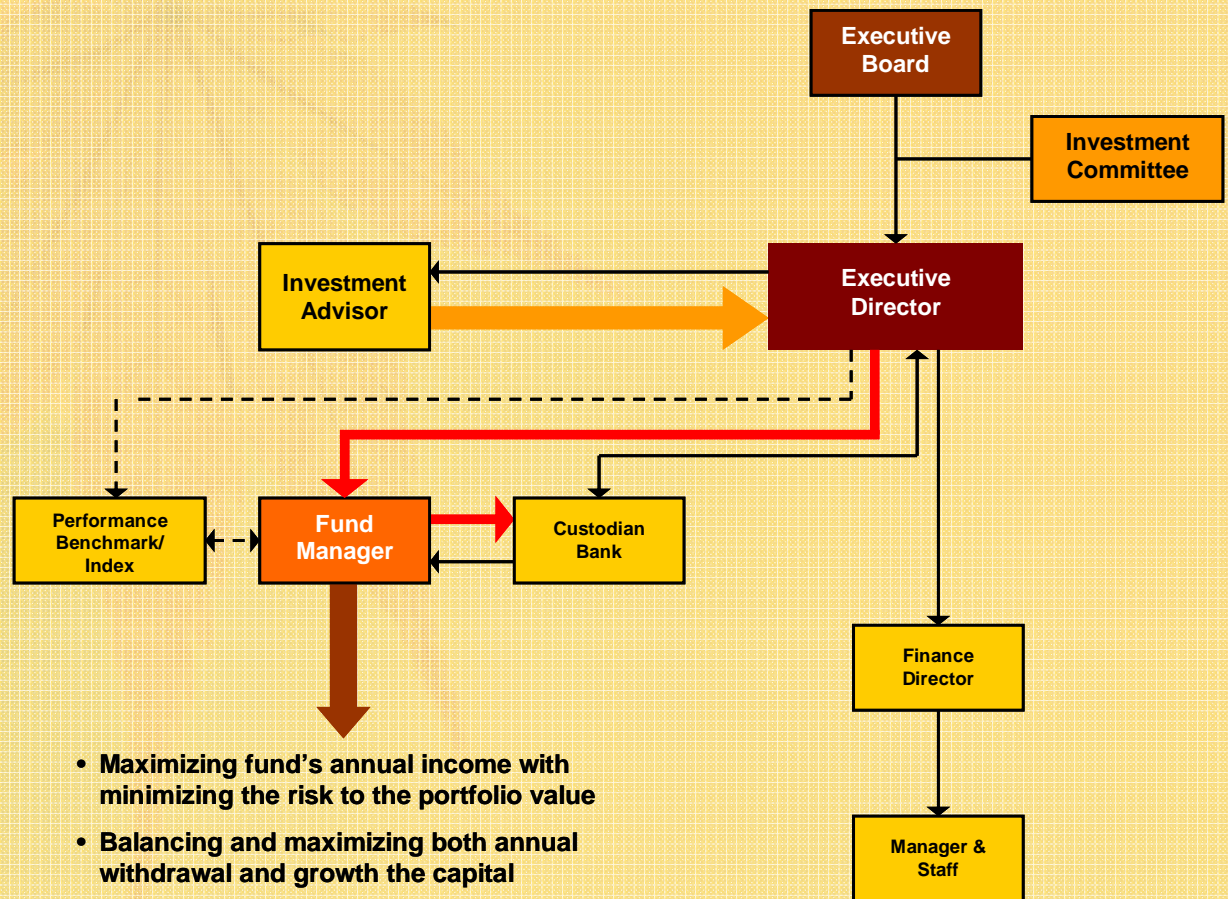 Executive
Board
Investment
Committee
Investment
Advisor
Executive
Director
Performance
Benchmark/
Index
Fund
Manager
Custodian
Bank
Finance
Director
• Maximizing fund's annual income with
minimizing the risk to the portfolio value
• Balancing and maximizing both annual
withdrawal and growth the capital
Manager &
Staff